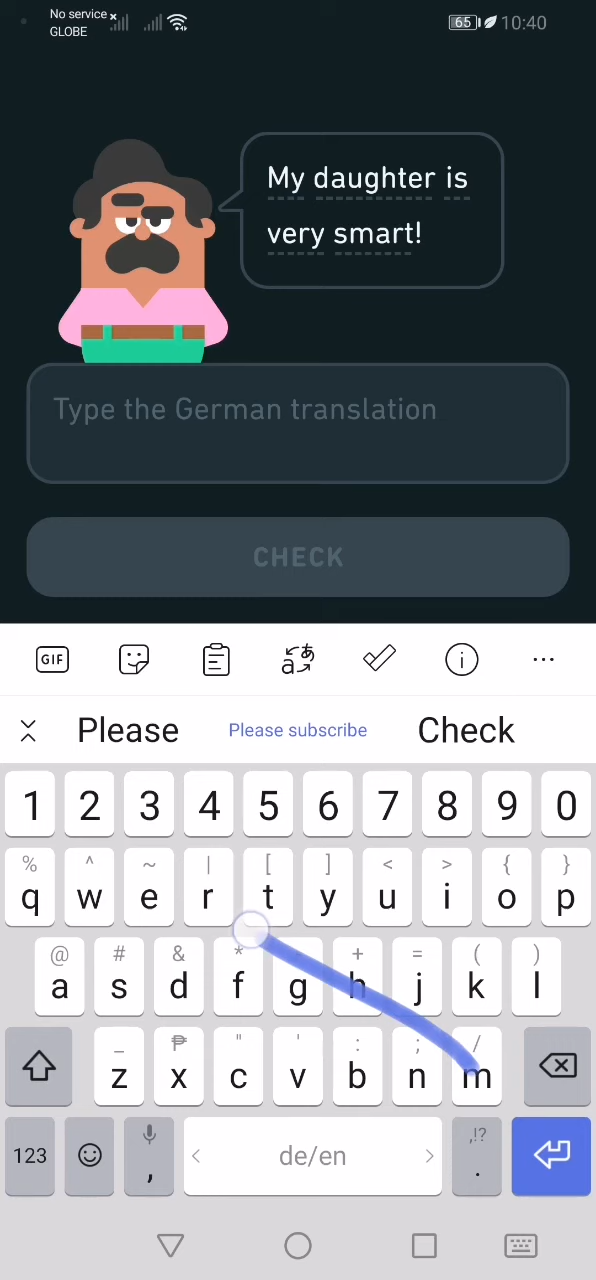 No service
GLOBE
65 10:40
My daughter is
very smart!
Type the German translation
CHECK
GIF
Please Please subscribe Check
1 2 3 4 5 6 7 8 9 0
% ^ ~ | [ ] < > { }
q w e r t y u i o p
@ # & * + = ( )
a s d f g h j k l
_ ₱ " ' : ; /
z x c v b n m
,!?
123 , de/en .